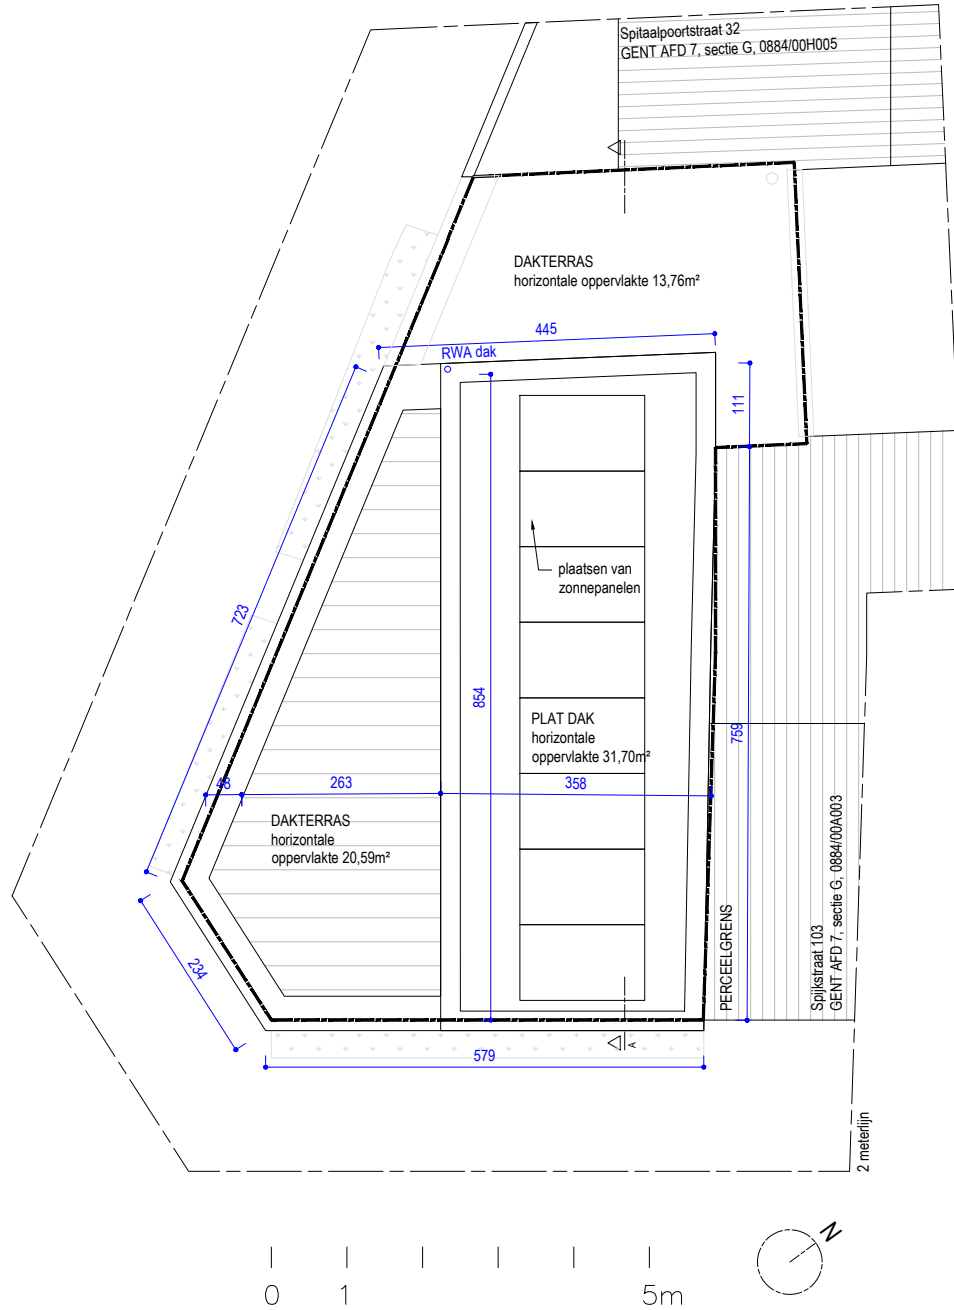 Spitaalpoortstraat 32
GENT AFD 7, sectie G, 0884/00H005
DAKTERRAS
horizontale oppervlakte 13,76m²
445
RWA dak
111
723
plaatsen van
zonnepanelen
854
PLAT DAK
horizontale
oppervlakte 31,70m²
759
48
263
358
DAKTERRAS
horizontale
oppervlakte 20,59m²
PERCEELGRENS
Spijkstraat 103
GENT AFD 7, sectie G, 0884/00A003
234
A
579
2 meterlijn
N
0 1 5m